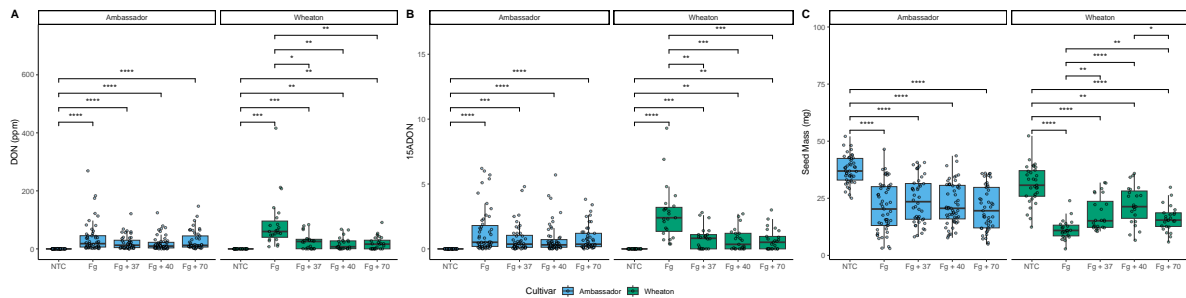 A
Ambassador
Wheaton
DON (ppm)
600
400
200
0
****
****
****
****
**
**
*
**
**
***
***
NTC
Fg
Fg + 37
Fg + 40
Fg + 70
NTC
Fg
Fg + 37
Fg + 40
Fg + 70
B
Ambassador
Wheaton
15ADON
15
10
5
0
****
****
***
****
***
***
**
**
**
***
****
NTC
Fg
Fg + 37
Fg + 40
Fg + 70
NTC
Fg
Fg + 37
Fg + 40
Fg + 70
C
Ambassador
Wheaton
Seed Mass (mg)
100
75
50
25
0
****
****
****
****
*
**
****
**
****
**
****
****
NTC
Fg
Fg + 37
Fg + 40
Fg + 70
NTC
Fg
Fg + 37
Fg + 40
Fg + 70
Cultivar
Ambassador
Wheaton